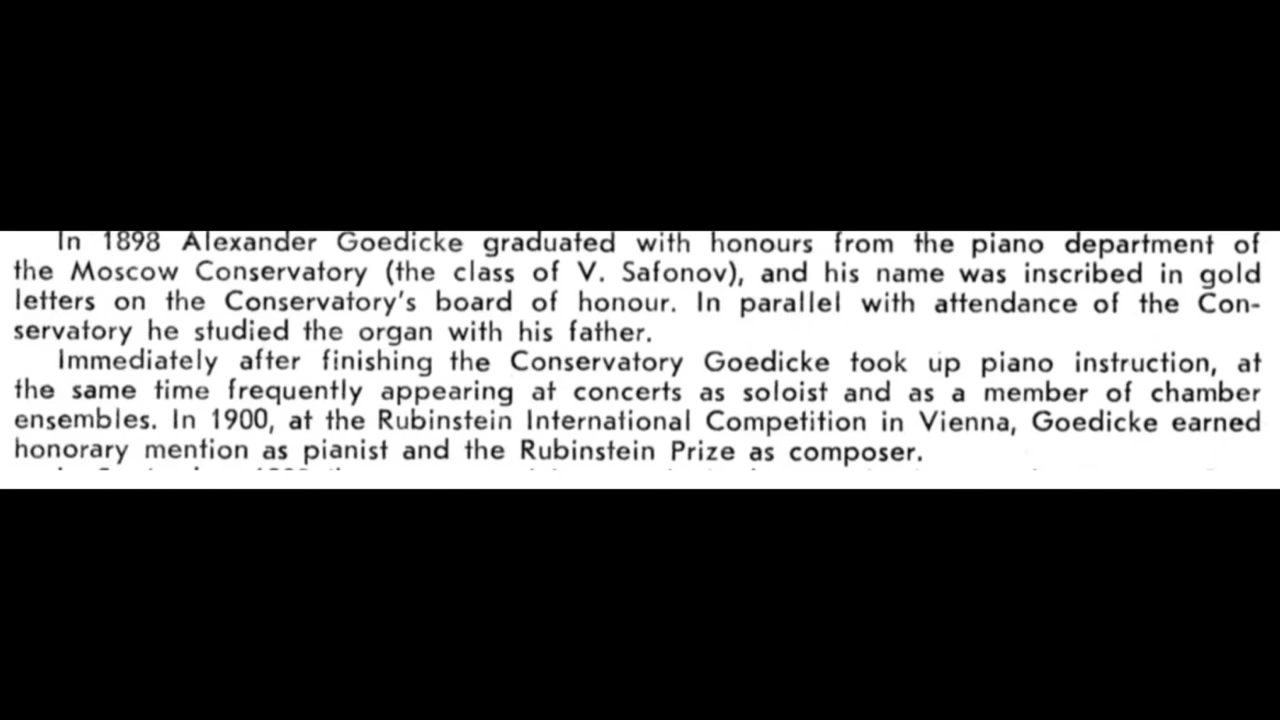 In 1898 Alexander Goedicke graduated with honours from the piano department of
the Moscow Conservatory (the class of V. Safonov), and his name was inscribed in gold
letters on the Conservatory's board of honour. In parallel with attendance of the Con-
servatory he studied the organ with his father.
Immediately after finishing the Conservatory Goedicke took up piano instruction, at
the same time frequently appearing at concerts as soloist and as a member of chamber
ensembles. In 1900, at the Rubinstein International Competition in Vienna, Goedicke earned
honorary mention as pianist and the Rubinstein Prize as composer.